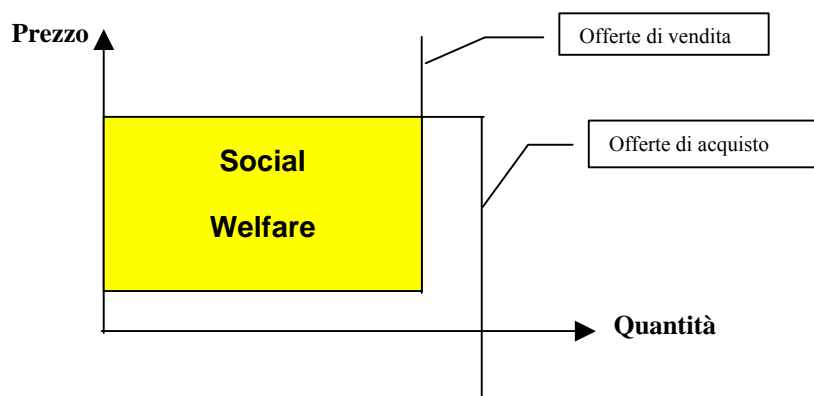 Prezzo
Offerte di vendita
Offerte di acquisto
Social
Welfare
Quantità